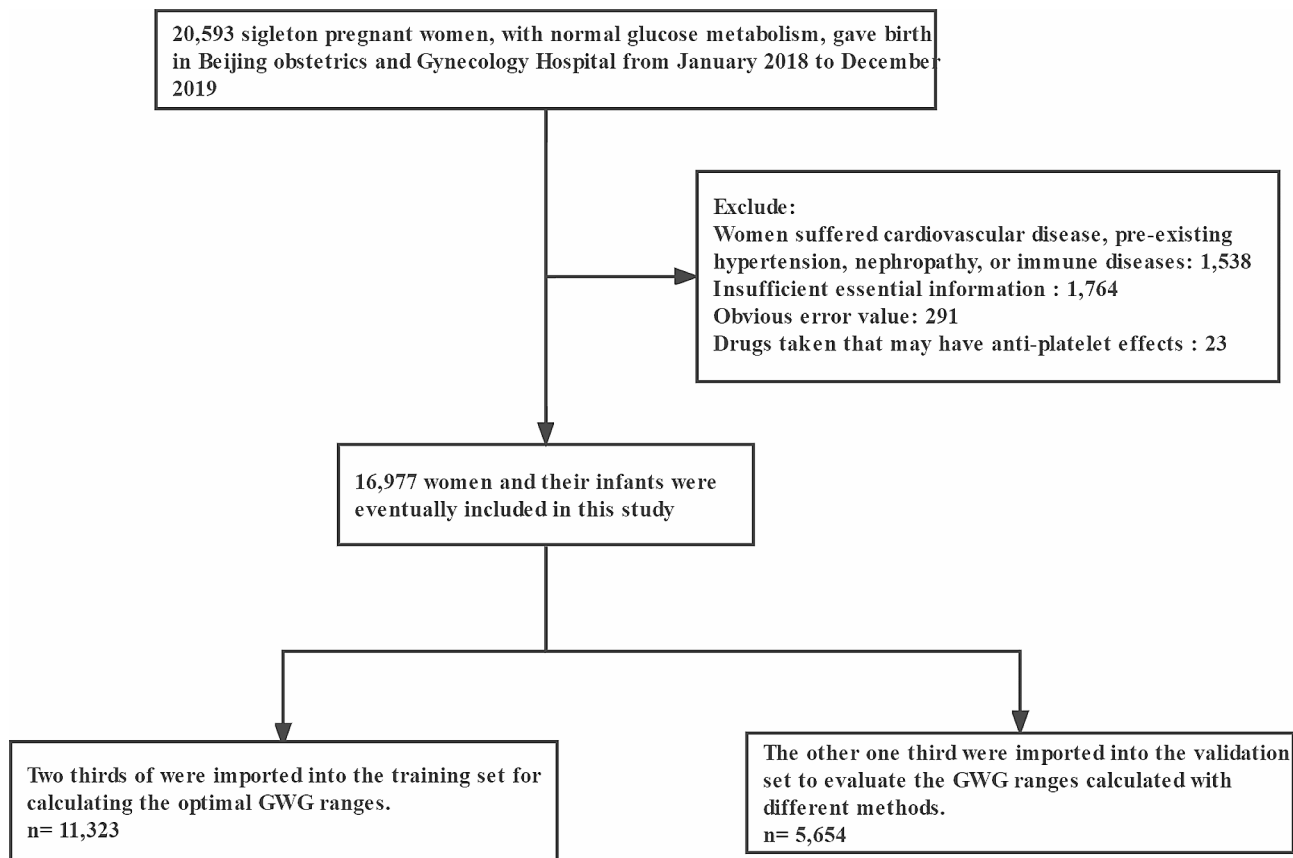 20,593 sigleton pregnant women, with normal glucose metabolism, gave birth
in Beijing obstetrics and Gynecology Hospital from January 2018 to December
2019
Exclude:
Women suffered cardiovascular disease, pre-existing
hypertension, nephropathy, or immune diseases: 1,538
Insufficient essential information : 1,764
Obvious error value: 291
Drugs taken that may have anti-platelet effects : 23
16,977 women and their infants were
eventually included in this study
Two thirds of were imported into the training set for
calculating the optimal GWG ranges.
n= 11,323
The other one third were imported into the validation
set to evaluate the GWG ranges calculated with
different methods.
n= 5,654